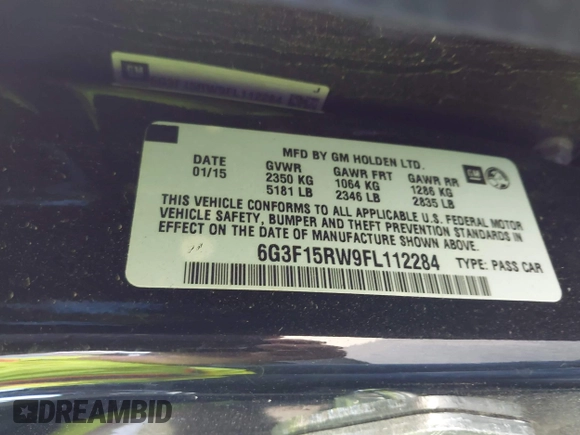 MFD BY GM HOLDEN LTD.
DATE GVWR GAWR FRT GAWR RR GM
01/15 2350 KG 1064 KG 1286 KG
5181 LB 2346 LB 2835 LB
THIS VEHICLE CONFORMS TO ALL APPLICABLE U.S. FEDERAL MOTOR
VEHICLE SAFETY, BUMPER AND THEFT PREVENTION STANDARDS IN
EFFECT ON THE DATE OF MANUFACTURE SHOWN ABOVE.
6G3F15RW9FL112284 TYPE: PASS CAR
DREAMBID